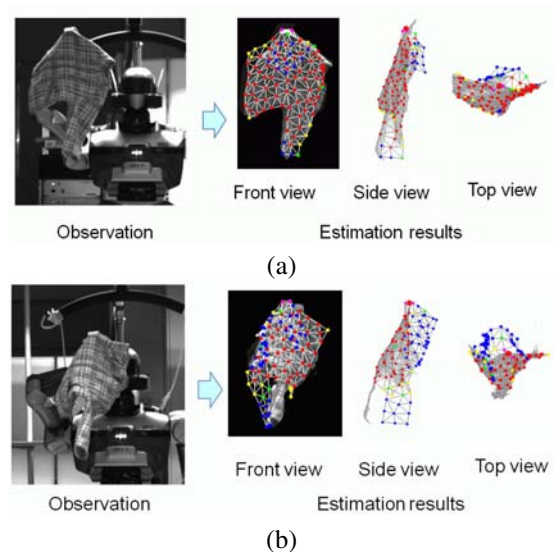 Front view
Side view
Top view
Observation
Estimation results
(a)
Front view
Side view
Top view
Observation
Estimation results
(b)